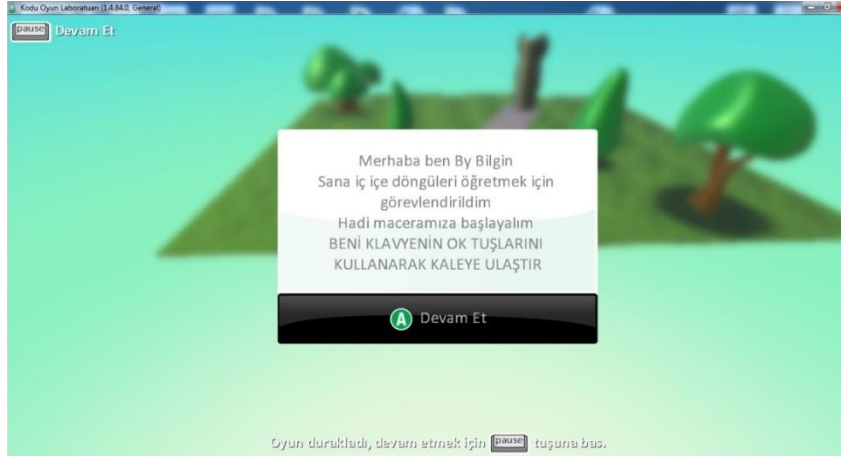 Kodu Oyun Laboratuarı (1.4.84.0, General)
pause Devam Et
Merhaba ben By Bilgin
Sana iç içe döngüleri öğretmek için
görevlendirildim
Hadi maceramıza başlayalım
BENİ KLAVYENİN OK TUŞLARINI
KULLANARAK KALEYE ULAŞTIR
A Devam Et
Oyun durakladı, devam etmek için pause tuşuna bas.